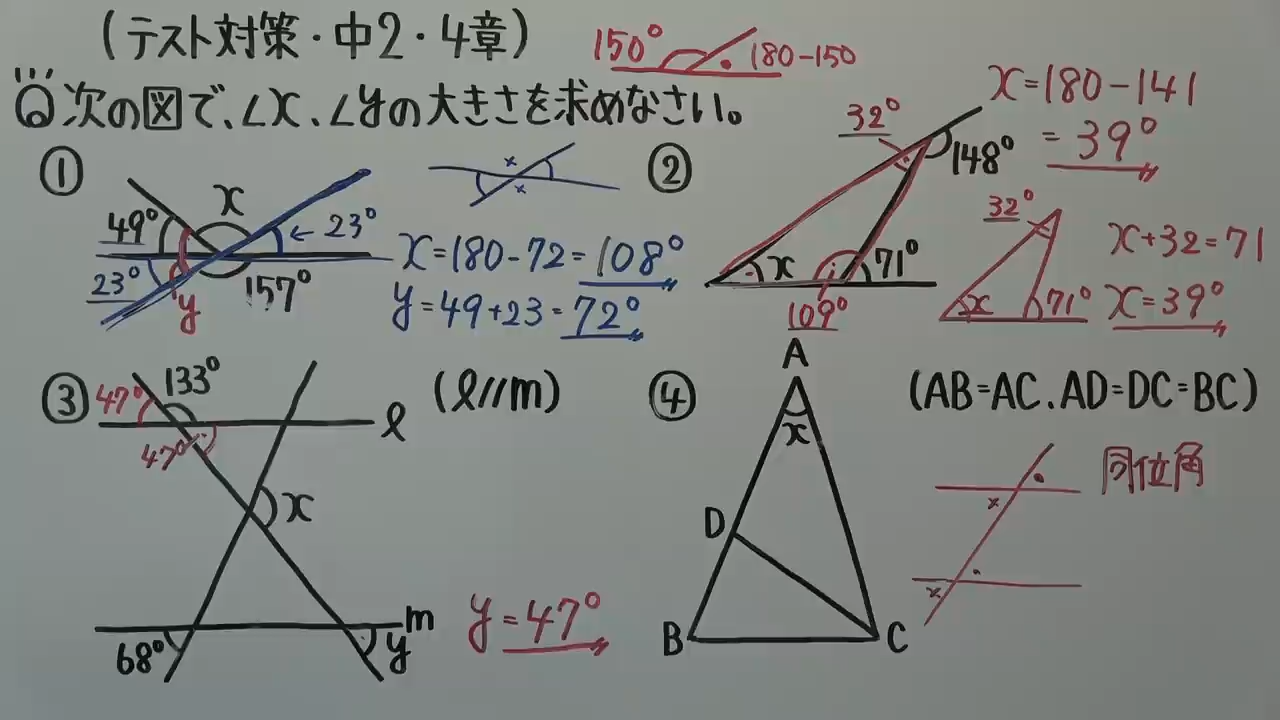 (テスト対策・中2・4章)
150° 180-150
Q次の図で、∠x、∠yの大きさを求めなさい。
①
49°
x
23°
23°
y
157°
x x
x=180-72=108°
y=49+23=72°
②
32°
148°
x
71°
109°
x=180-141
=39°
32°
x
71°
x+32=71
x=39°
③
47°
133°
47°
(l//m)
l
x
m
68°
y
y=47°
④
A
x
D
B
C
(AB=AC、AD=DC=BC)
同位角
x
x